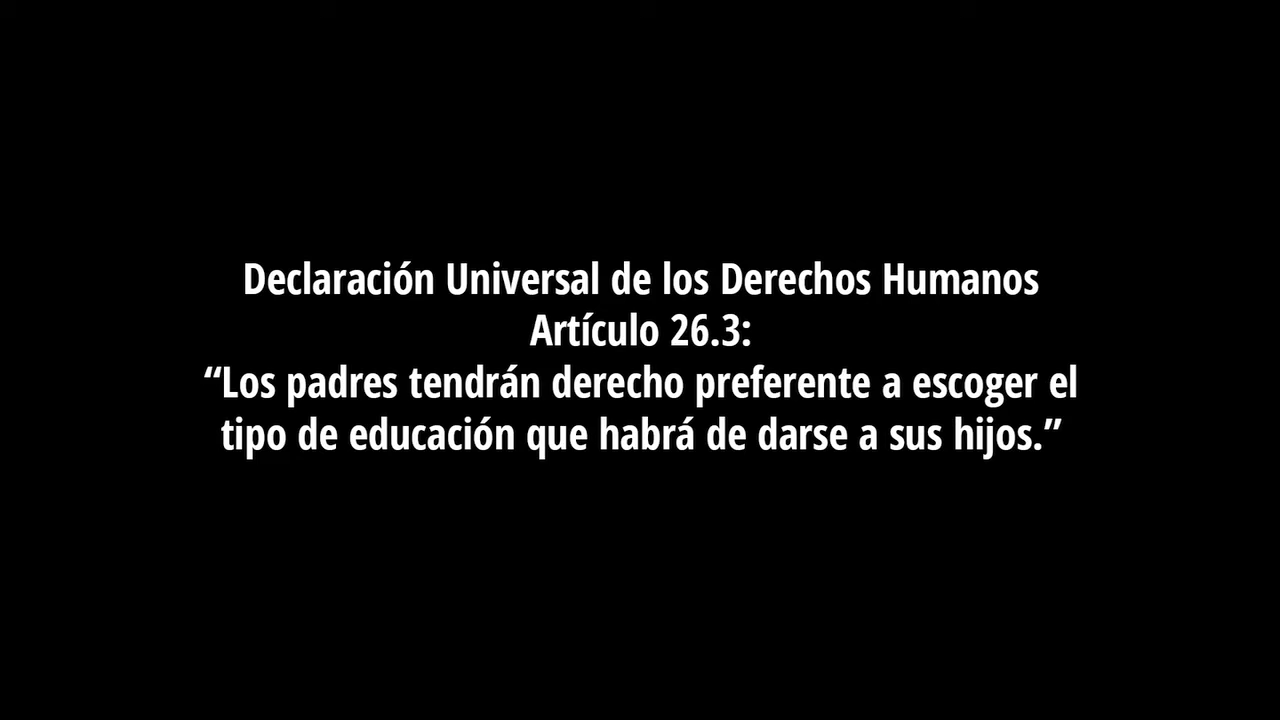 Declaración Universal de los Derechos Humanos
Artículo 26.3:
“Los padres tendrán derecho preferente a escoger el
tipo de educación que habrá de darse a sus hijos.”